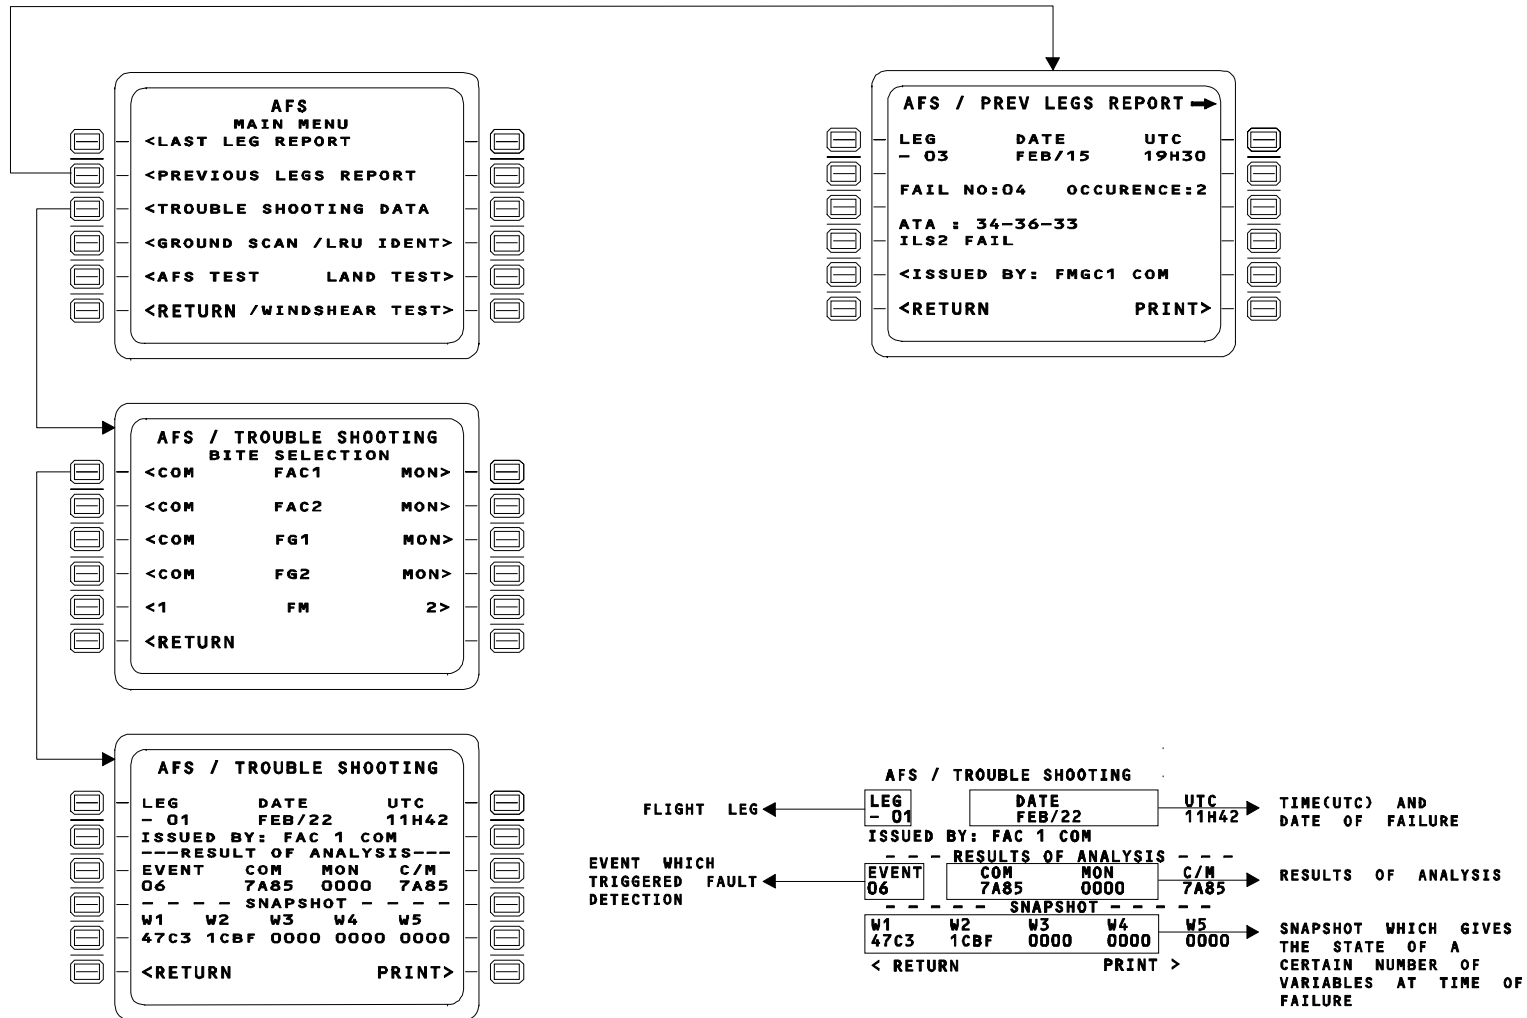 AFS
MAIN MENU
<LAST LEG REPORT
<PREVIOUS LEGS REPORT
<TROUBLE SHOOTING DATA
<GROUND SCAN /LRU IDENT>
<AFS TEST LAND TEST>
<RETURN /WINDSHEAR TEST>
AFS / PREV LEGS REPORT
LEG DATE UTC
- 03 FEB/15 19H30
FAIL NO:04 OCCURENCE:2
ATA : 34-36-33
ILS2 FAIL
<ISSUED BY: FMGC1 COM
<RETURN PRINT>
AFS / TROUBLE SHOOTING
BITE SELECTION
<COM FAC1 MON>
<COM FAC2 MON>
<COM FG1 MON>
<COM FG2 MON>
<1 FM 2>
<RETURN
AFS / TROUBLE SHOOTING
LEG DATE UTC
- 01 FEB/22 11H42
ISSUED BY: FAC 1 COM
---RESULT OF ANALYSIS---
EVENT COM MON C/M
06 7A85 0000 7A85
- - - - SNAPSHOT - - - - -
W1 W2 W3 W4 W5
47C3 1CBF 0000 0000 0000
<RETURN PRINT>
AFS / TROUBLE SHOOTING
FLIGHT LEG
LEG DATE UTC
- 01 FEB/22 11H42
TIME(UTC) AND
DATE OF FAILURE
ISSUED BY: FAC 1 COM
- - - RESULTS OF ANALYSIS - - -
EVENT WHICH
TRIGGERED FAULT
DETECTION
EVENT COM MON C/M
06 7A85 0000 7A85
RESULTS OF ANALYSIS
- - - - - SNAPSHOT - - - - -
W1 W2 W3 W4 W5
47C3 1CBF 0000 0000 0000
SNAPSHOT WHICH GIVES
THE STATE OF A
CERTAIN NUMBER OF
VARIABLES AT TIME OF
FAILURE
< RETURN PRINT >